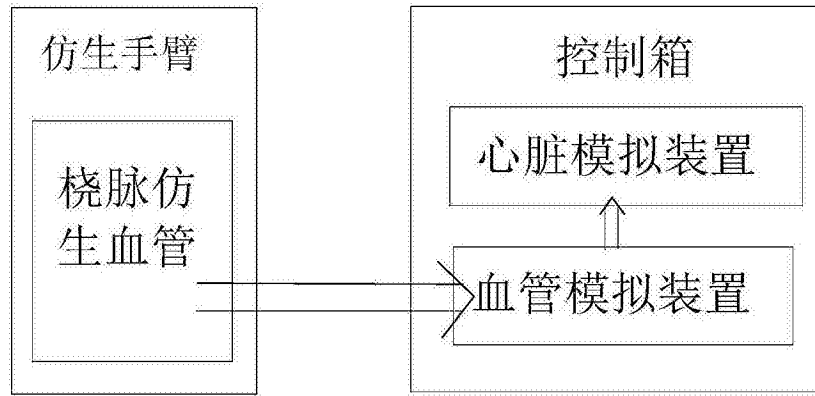 仿生手臂
桡脉仿
生血管
控制箱
心脏模拟装置
血管模拟装置